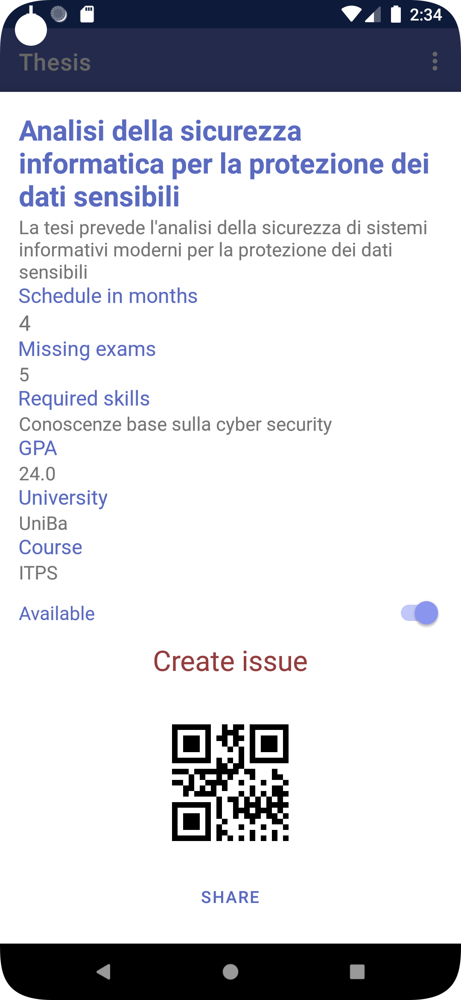 2:34
Thesis
Analisi della sicurezza
informatica per la protezione dei
dati sensibili
La tesi prevede l'analisi della sicurezza di sistemi
informativi moderni per la protezione dei dati
sensibili
Schedule in months
4
Missing exams
5
Required skills
Conoscenze base sulla cyber security
GPA
24.0
University
UniBa
Course
ITPS
Available
Create issue
SHARE